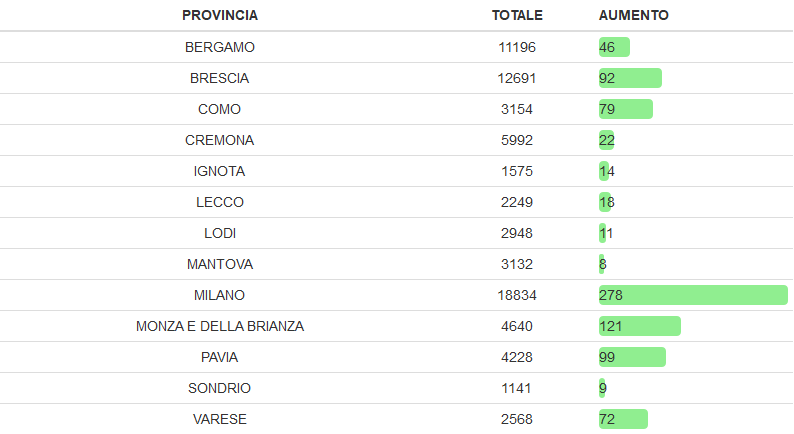 PROVINCIA TOTALE AUMENTO
BERGAMO 11196 46
BRESCIA 12691 92
COMO 3154 79
CREMONA 5992 22
IGNOTA 1575 14
LECCO 2249 18
LODI 2948 11
MANTOVA 3132 8
MILANO 18834 278
MONZA E DELLA BRIANZA 4640 121
PAVIA 4228 99
SONDRIO 1141 9
VARESE 2568 72